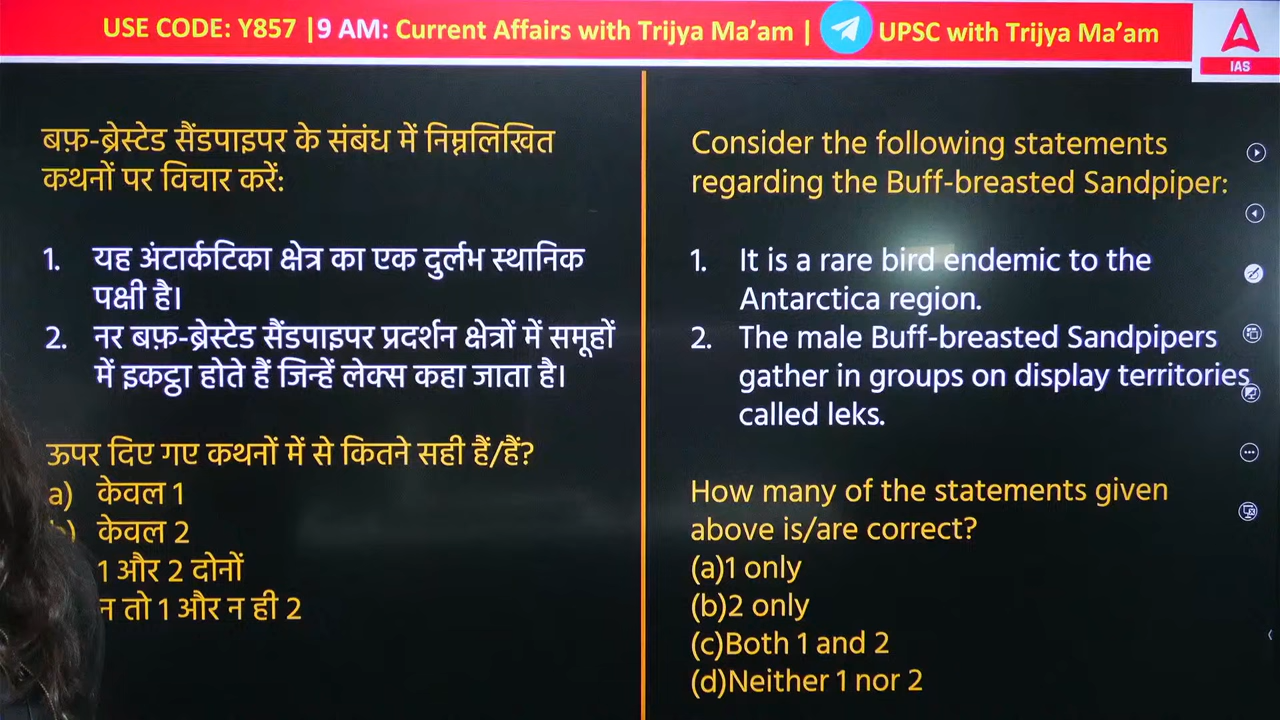 USE CODE: Y857 |9 AM: Current Affairs with Trijya Ma’am | UPSC with Trijya Ma’am
IAS
बफ़-ब्रेस्टेड सैंडपाइपर के संबंध में निम्नलिखित
कथनों पर विचार करें:
1. यह अंटार्कटिका क्षेत्र का एक दुर्लभ स्थानिक
पक्षी है।
2. नर बफ़-ब्रेस्टेड सैंडपाइपर प्रदर्शन क्षेत्रों में समूहों
में इकट्ठा होते हैं जिन्हें लेक्स कहा जाता है।
ऊपर दिए गए कथनों में से कितने सही हैं/हैं?
a) केवल 1
) केवल 2
1 और 2 दोनों
न तो 1 और न ही 2
Consider the following statements
regarding the Buff-breasted Sandpiper:
1. It is a rare bird endemic to the
Antarctica region.
2. The male Buff-breasted Sandpipers
gather in groups on display territories
called leks.
How many of the statements given
above is/are correct?
(a)1 only
(b)2 only
(c)Both 1 and 2
(d)Neither 1 nor 2